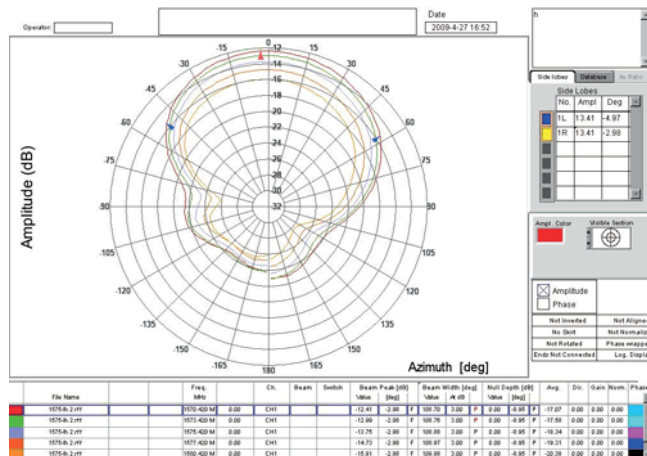 Operator:
Date
2009-4-27 16:52
h
Amplitude (dB)
0
-15
15
-30
30
-45
45
-60
60
90
-105
105
-120
120
-135
135
-150
150
-165
165
180
-12
-14
-16
-18
-22
-24
-26
-28
-32
Azimuth [deg]
Side lobes
Database
Side Lobes
No. Ampl Deg
1L 13.41 -4.97
1R 13.41 -2.98
Ampl. Color
Visible Section
Amplitude
Phase
Not Inverted
Not Aligne
No Skirt
Not Normaliz
Not Rotated
Phase wrappe
Ends Not Connected
Log. Displa
File Name Freq. MHz Ch. Beam Switch Beam Peak [dB] Value [deg] Beam Width [deg] Value At dB Null Depth [dB] Value [deg] Avg. Dir. Gain Norm. Phase
1575-lh 2.rff 1570.420 M 0.00 CH1 -12.41 -2.98 F 108.70 3.00 P 0.00 -8.95 P -17.07 0.00 0.00 0.00
1575-lh 2.rff 1573.420 M 0.00 CH1 -12.99 -2.98 F 108.76 3.00 P 0.00 -8.95 P -17.58 0.00 0.00 0.00
1575-lh 2.rff 1575.420 M 0.00 CH1 -13.75 -2.98 F 108.88 3.00 P 0.00 -8.95 P -18.34 0.00 0.00 0.00
1575-lh 2.rff 1577.420 M 0.00 CH1 -14.73 -2.98 F 108.97 3.00 P 0.00 -8.95 P -19.31 0.00 0.00 0.00
1575-lh 2.rff 1580.420 M 0.00 CH1 -15.91 -2.98 F 109.98 3.00 P 0.00 -8.95 P -20.38 0.00 0.00 0.00